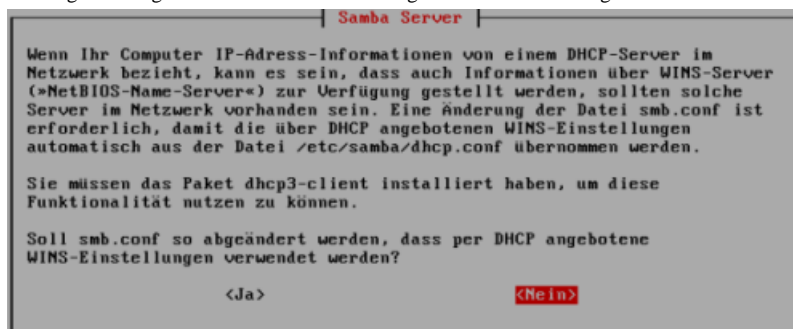 Samba Server
Wenn Ihr Computer IP-Adress-Informationen von einem DHCP-Server im
Netzwerk bezieht, kann es sein, dass auch Informationen über WINS-Server
(»NetBIOS-Name-Server«) zur Verfügung gestellt werden, sollten solche
Server im Netzwerk vorhanden sein. Eine Änderung der Datei smb.conf ist
erforderlich, damit die über DHCP angebotenen WINS-Einstellungen
automatisch aus der Datei /etc/samba/dhcp.conf übernommen werden.
Sie müssen das Paket dhcp3-client installiert haben, um diese
Funktionalität nutzen zu können.
Soll smb.conf so abgeändert werden, dass per DHCP angebotene
WINS-Einstellungen verwendet werden?
<Ja> <Nein>